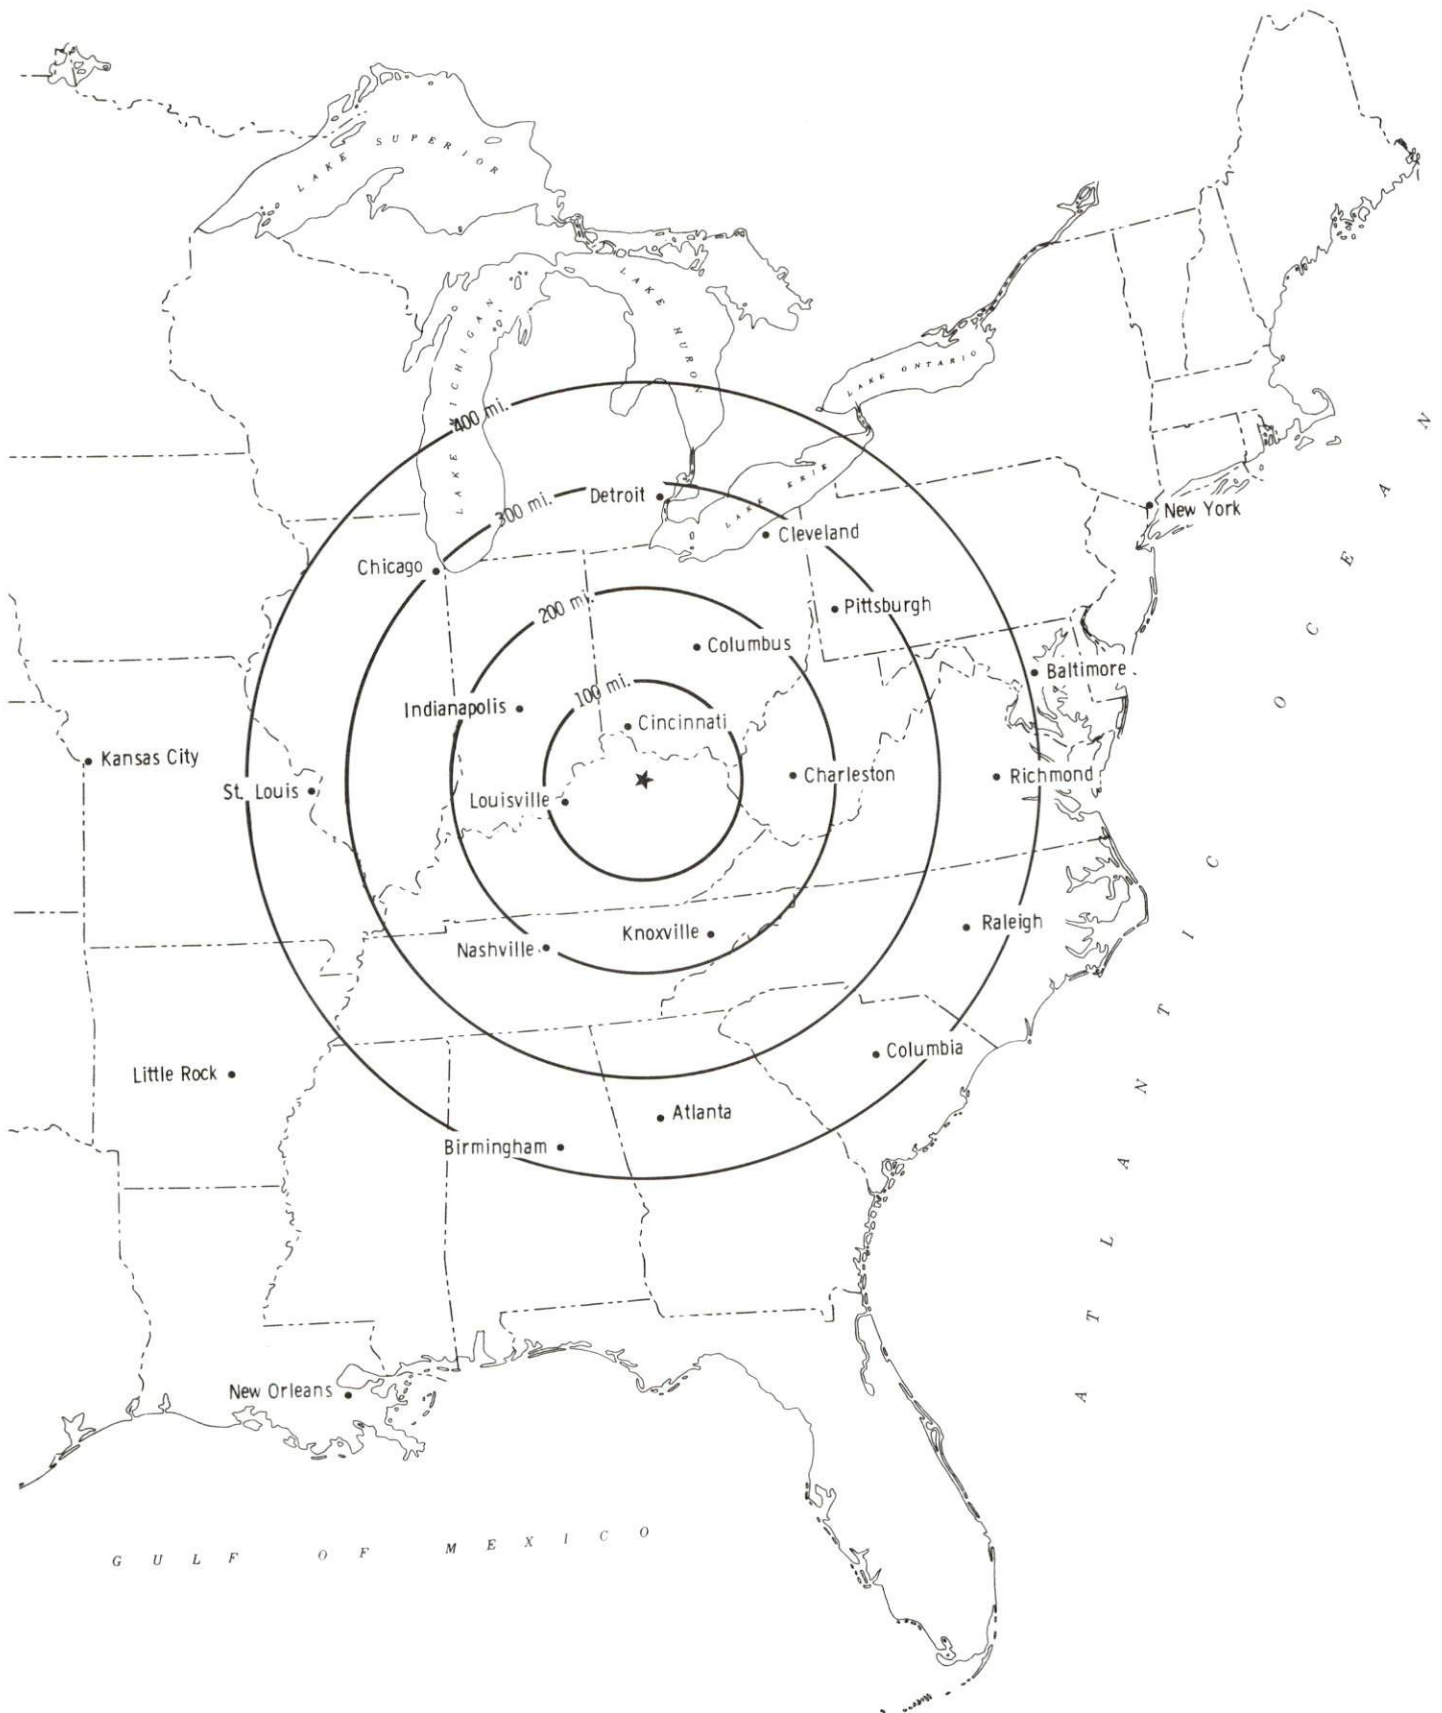 LAKE SUPERIOR
LAKE MICHIGAN
LAKE HURON
LAKE ONTARIO
LAKE ERIE
400 mi.
300 mi.
Detroit
New York
Cleveland
Chicago
200 mi.
Pittsburgh
Columbus
Baltimore
100 mi.
Indianapolis
Cincinnati
Kansas City
Charleston
Richmond
St. Louis
Louisville
Raleigh
Knoxville
Nashville
Columbia
Little Rock
Atlanta
Birmingham
New Orleans
ATLANTIC OCEAN
GULF OF MEXICO